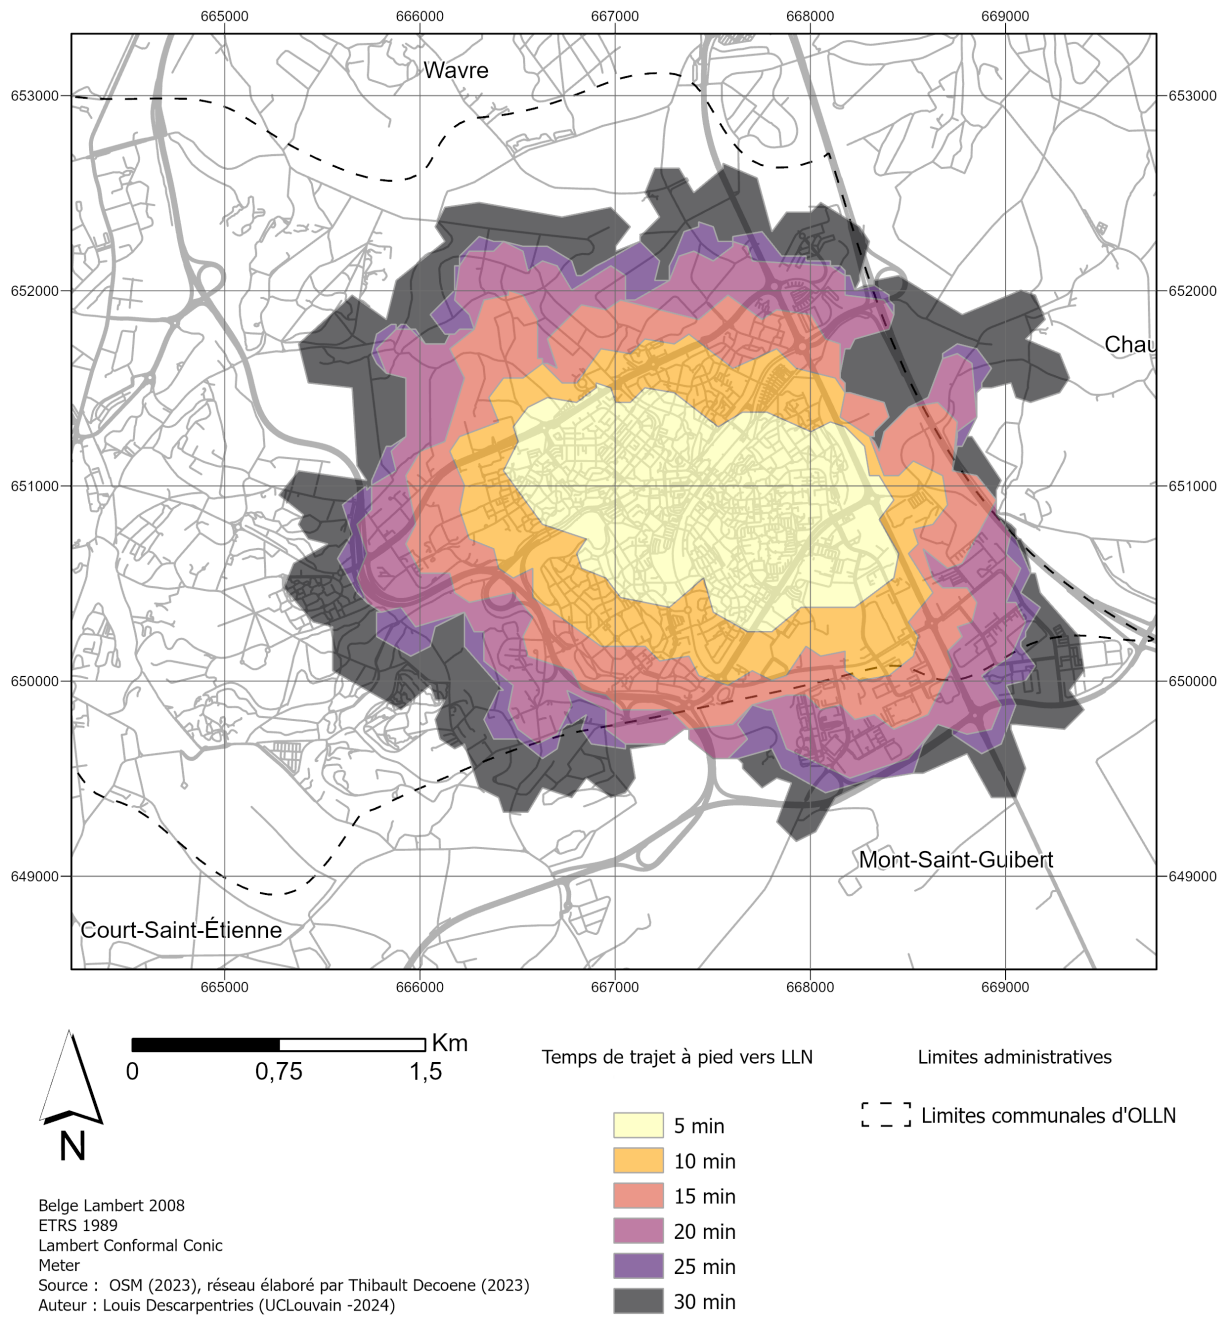 665000 666000 667000 668000 669000
Wavre
653000 653000
652000 652000
Chau
651000 651000
650000 650000
Mont-Saint-Guibert
649000 649000
Court-Saint-Étienne
665000 666000 667000 668000 669000
Km
0 0,75 1,5
N
Temps de trajet à pied vers LLN
5 min
10 min
15 min
20 min
25 min
30 min
Limites administratives
Limites communales d'OLLN
Belge Lambert 2008
ETRS 1989
Lambert Conformal Conic
Meter
Source : OSM (2023), réseau élaboré par Thibault Decoene (2023)
Auteur : Louis Descarpentries (UCLouvain -2024)